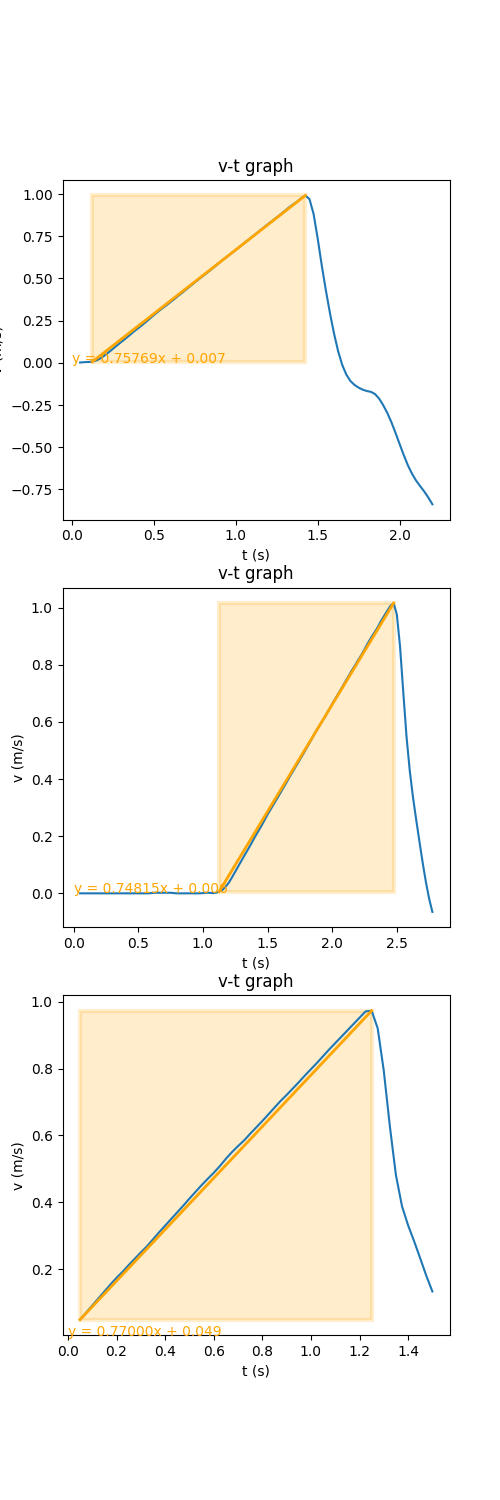 v-t graph
1.00
0.75
0.50
0.25
0.00
−0.25
−0.50
−0.75
y = 0.75769x + 0.007
0.0 0.5 1.0 1.5 2.0
t (s)
v-t graph
1.0
0.8
0.6
0.4
0.2
0.0
v (m/s)
y = 0.74815x + 0.006
0.0 0.5 1.0 1.5 2.0 2.5
t (s)
v-t graph
1.0
0.8
0.6
0.4
0.2
v (m/s)
y = 0.77000x + 0.049
0.0 0.2 0.4 0.6 0.8 1.0 1.2 1.4
t (s)